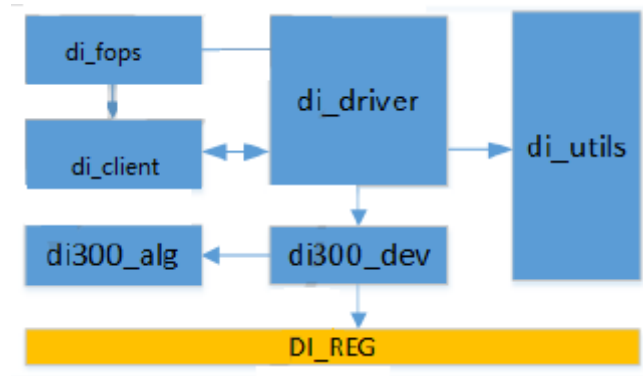 di_fops
di_driver
di_utils
di_client
di300_alg
di300_dev
DI_REG